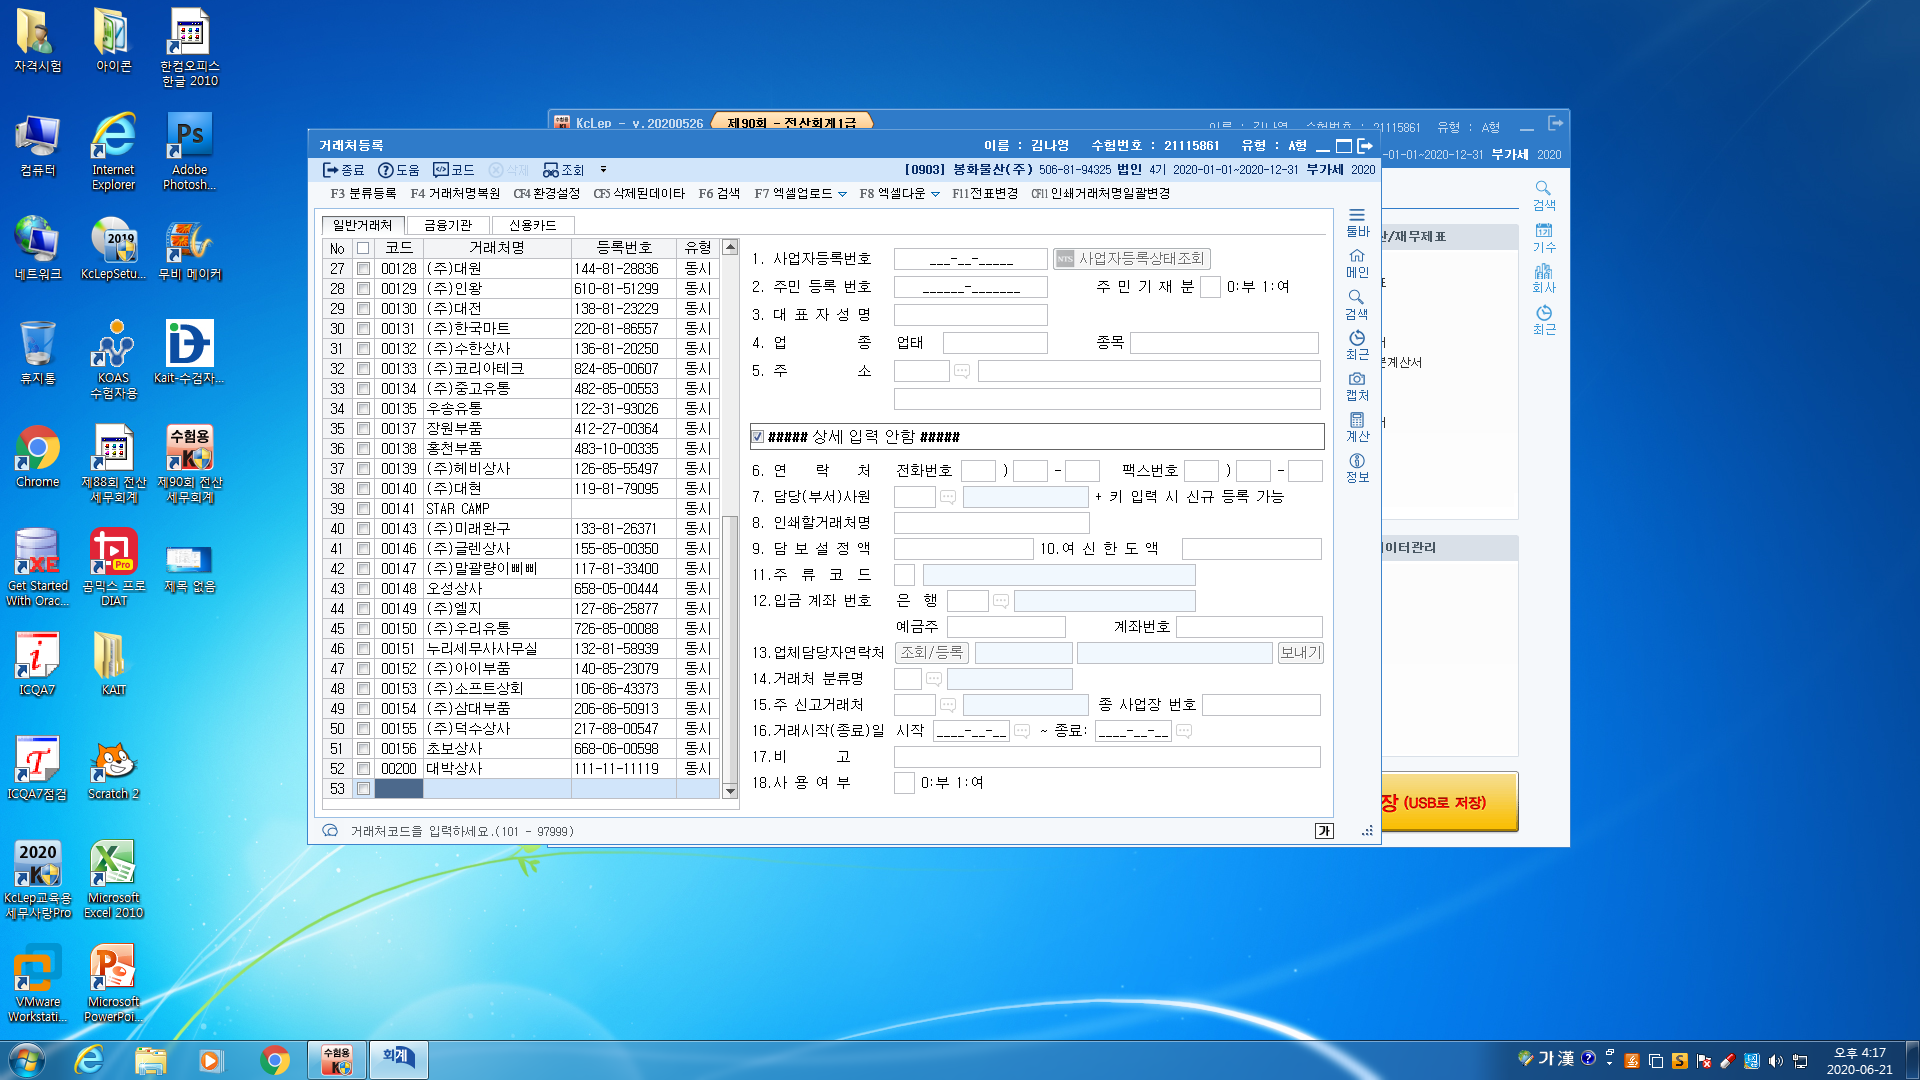 자격시험
아이콘
한컴오피스 한글 2010
컴퓨터
Internet Explorer
Adobe Photosh...
네트워크
KcLepSetu...
무비 메이커
휴지통
KOAS 수험자용
Kait-수검자...
Chrome
제88회 전산세무회계
제90회 전산세무회계
Get Started With Orac...
곰믹스 프로 DIAT
제목 없음
ICQA7
KAIT
ICQA7점검
Scratch 2
KcLep교육용 세무사랑Pro
Microsoft Excel 2010
VMware Workstati...
Microsoft PowerPoi...
KcLep - v.20200526
제90회 - 전산회계1급
이름 : 김나영 수험번호 : 21115861 유형 : A형
-01-01~2020-12-31 부가세 2020
거래처등록
이름 : 김나영 수험번호 : 21115861 유형 : A형
종료 도움 코드 삭제 조회
[0903] 봉화물산(주) 506-81-94325 법인 4기 2020-01-01~2020-12-31 부가세 2020
F3 분류등록 F4 거래처명복원 CF4 환경설정 CF5 삭제된데이타 F6 검색 F7 엑셀업로드 F8 엑셀다운 F11 전표변경 CF11 인쇄거래처명일괄변경
일반거래처 금융기관 신용카드
No 코드 거래처명 등록번호 유형
27 00128 (주)대원 144-81-28836 동시
28 00129 (주)인왕 610-81-51299 동시
29 00130 (주)대전 138-81-23229 동시
30 00131 (주)한국마트 220-81-86557 동시
31 00132 (주)수한상사 136-81-20250 동시
32 00133 (주)코리아테크 824-85-00607 동시
33 00134 (주)중고유통 482-85-00553 동시
34 00135 우송유통 122-31-93026 동시
35 00137 장원부품 412-27-00364 동시
36 00138 홍천부품 483-10-00335 동시
37 00139 (주)헤비상사 126-85-55497 동시
38 00140 (주)대현 119-81-79095 동시
39 00141 STAR CAMP 동시
40 00143 (주)미래완구 133-81-26371 동시
41 00146 (주)글렌상사 155-85-00350 동시
42 00147 (주)말괄량이삐삐 117-81-33400 동시
43 00148 오성상사 658-05-00444 동시
44 00149 (주)엘지 127-86-25877 동시
45 00150 (주)우리유통 726-85-00088 동시
46 00151 누리세무사사무실 132-81-58939 동시
47 00152 (주)아이부품 140-85-23079 동시
48 00153 (주)소프트상회 106-86-43373 동시
49 00154 (주)삼대부품 206-86-50913 동시
50 00155 (주)덕수상사 217-88-00547 동시
51 00156 초보상사 668-06-00598 동시
52 00200 대박상사 111-11-11119 동시
53
1. 사업자등록번호 ___-__-_____ NTS 사업자등록상태조회
2. 주민 등록 번호 ______-_______ 주 민 기 재 분 0:부 1:여
3. 대 표 자 성 명
4. 업 종 업태 종목
5. 주 소
##### 상세 입력 안함 #####
6. 연 락 처 전화번호 ) - 팩스번호 ) -
7. 담당(부서)사원 + 키 입력 시 신규 등록 가능
8. 인쇄할거래처명
9. 담 보 설 정 액 10.여 신 한 도 액
11.주 류 코 드
12.입금 계좌 번호 은 행
예금주 계좌번호
13.업체담당자연락처 조회/등록 보내기
14.거래처 분류명
15.주 신고거래처 종 사업장 번호
16.거래시작(종료)일 시작 ____-__-__ ~ 종료: ____-__-__
17.비 고
18.사 용 여 부 0:부 1:여
거래처코드을 입력하세요.(101 - 97999)
가
툴바
메인
검색
최근
캡처
계산
정보
산/재무제표
분계산서
이터관리
장 (USB로 저장)
검색
기수
회사
최근
수험용
회계
가 漢
오후 4:17
2020-06-21